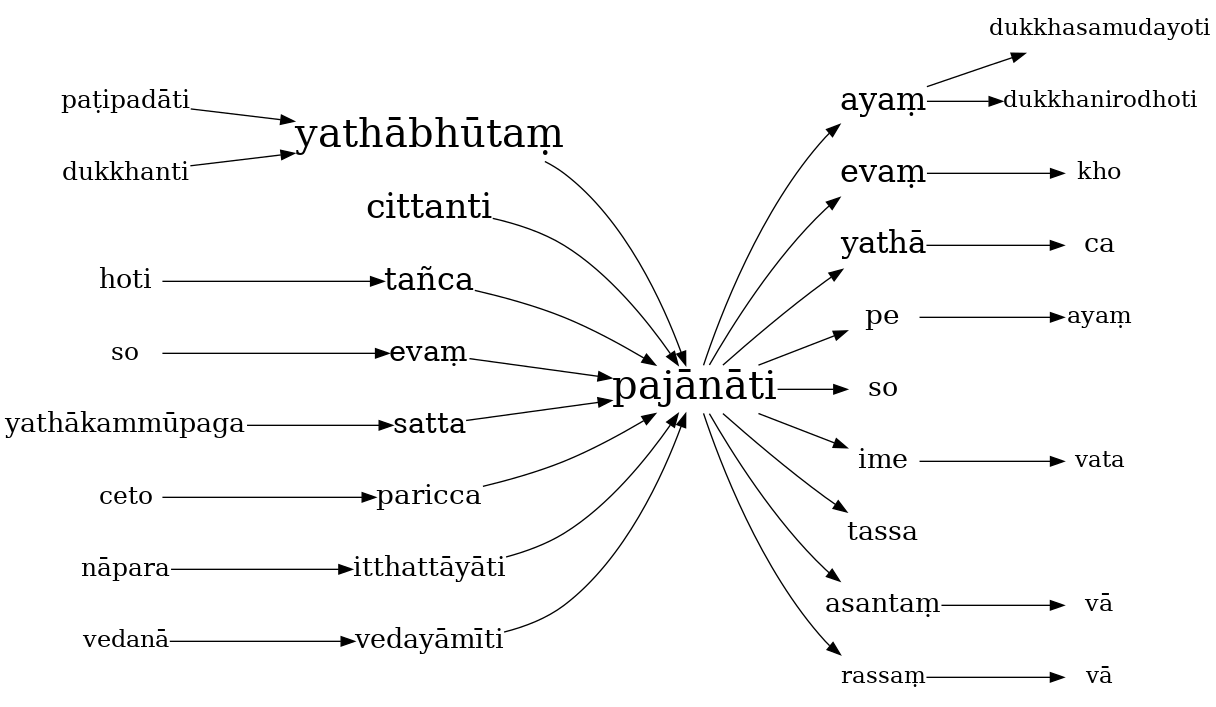 dukkhasamudayoti
paṭipadāti
ayaṃ
dukkhanirodhoti
yathābhūtaṃ
dukkhanti
evaṃ
kho
cittanti
yathā
ca
hoti
tañca
pe
ayaṃ
so
evaṃ
pajānāti
so
yathākammūpaga
satta
ime
vata
ceto
paricca
tassa
nāpara
itthattāyāti
asantaṃ
vā
vedanā
vedayāmīti
rassaṃ
vā